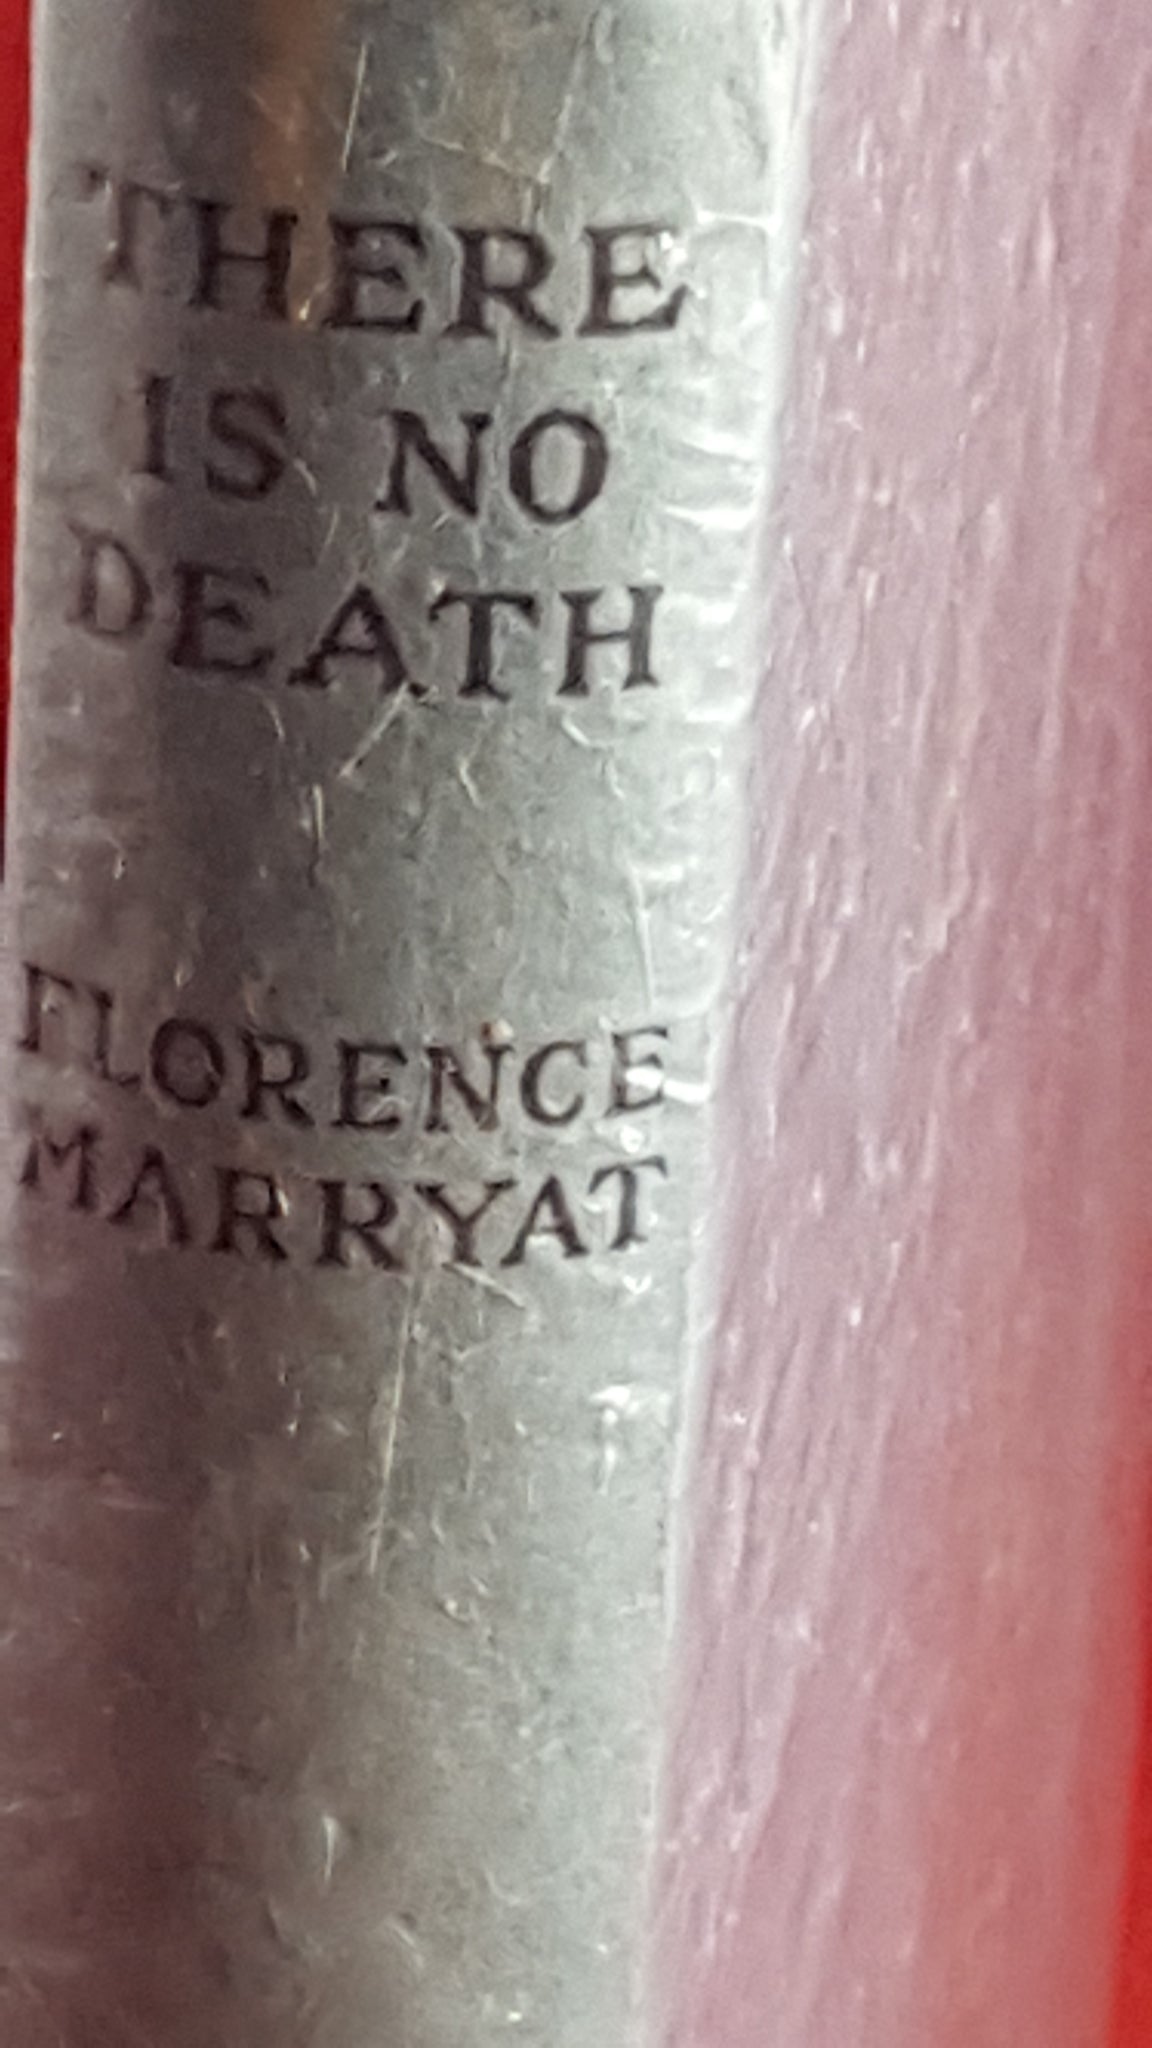 THERE
IS NO
DEATH
FLORENCE
MARRYAT